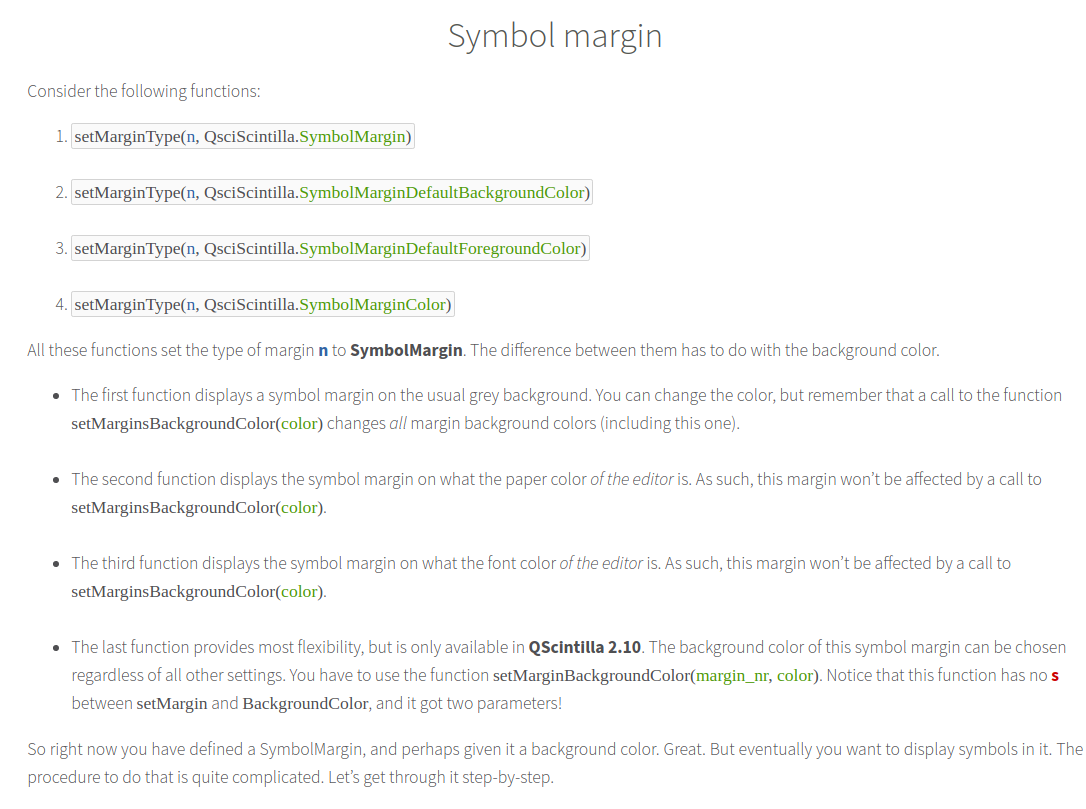 Symbol margin
Consider the following functions:
1. setMarginType(n, QsciScintilla.SymbolMargin)
2. setMarginType(n, QsciScintilla.SymbolMarginDefaultBackgroundColor)
3. setMarginType(n, QsciScintilla.SymbolMarginDefaultForegroundColor)
4. setMarginType(n, QsciScintilla.SymbolMarginColor)
All these functions set the type of margin n to SymbolMargin. The difference between them has to do with the background color.
• The first function displays a symbol margin on the usual grey background. You can change the color, but remember that a call to the function
setMarginsBackgroundColor(color) changes all margin background colors (including this one).
• The second function displays the symbol margin on what the paper color of the editor is. As such, this margin won't be affected by a call to
setMarginsBackgroundColor(color).
• The third function displays the symbol margin on what the font color of the editor is. As such, this margin won't be affected by a call to
setMarginsBackgroundColor(color).
• The last function provides most flexibility, but is only available in QScintilla 2.10. The background color of this symbol margin can be chosen
regardless of all other settings. You have to use the function setMarginBackgroundColor(margin_nr, color). Notice that this function has no s
between setMargin and BackgroundColor, and it got two parameters!
So right now you have defined a SymbolMargin, and perhaps given it a background color. Great. But eventually you want to display symbols in it. The
procedure to do that is quite complicated. Let's get through it step-by-step.